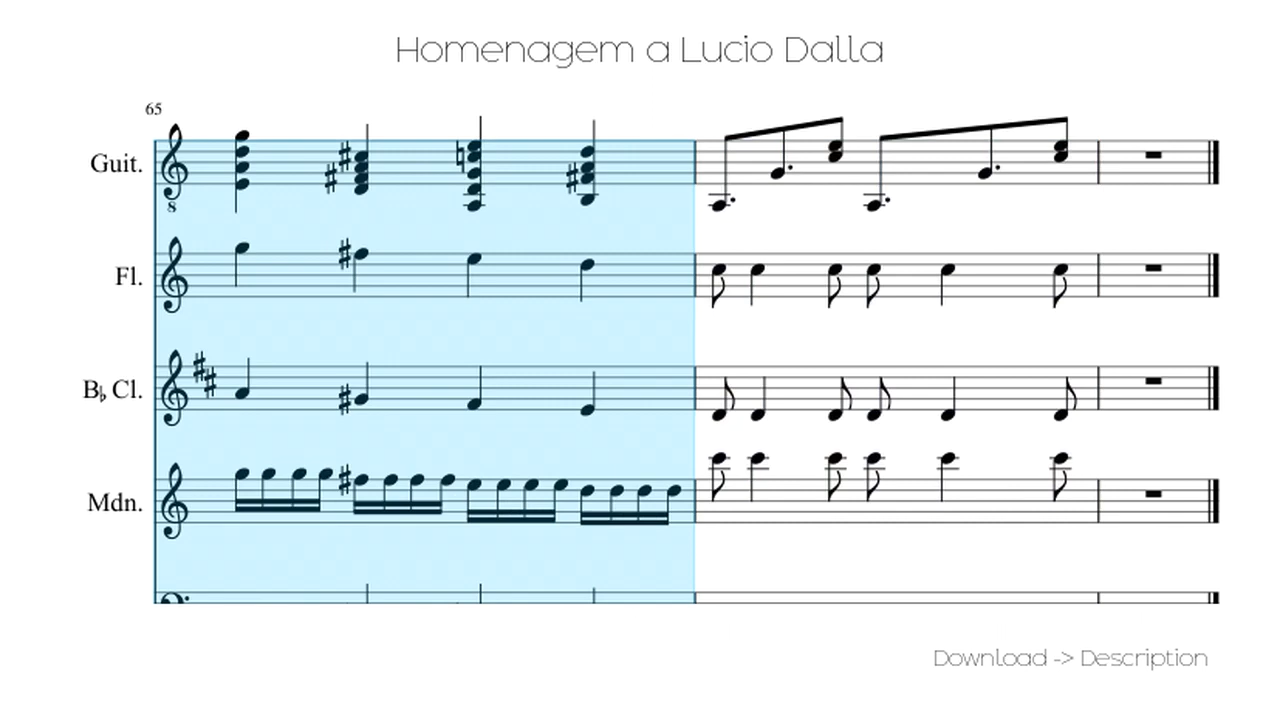 Homenagem a Lucio Dalla
65
Guit.
8
Fl.
B♭ Cl.
Mdn.
Download -> Description